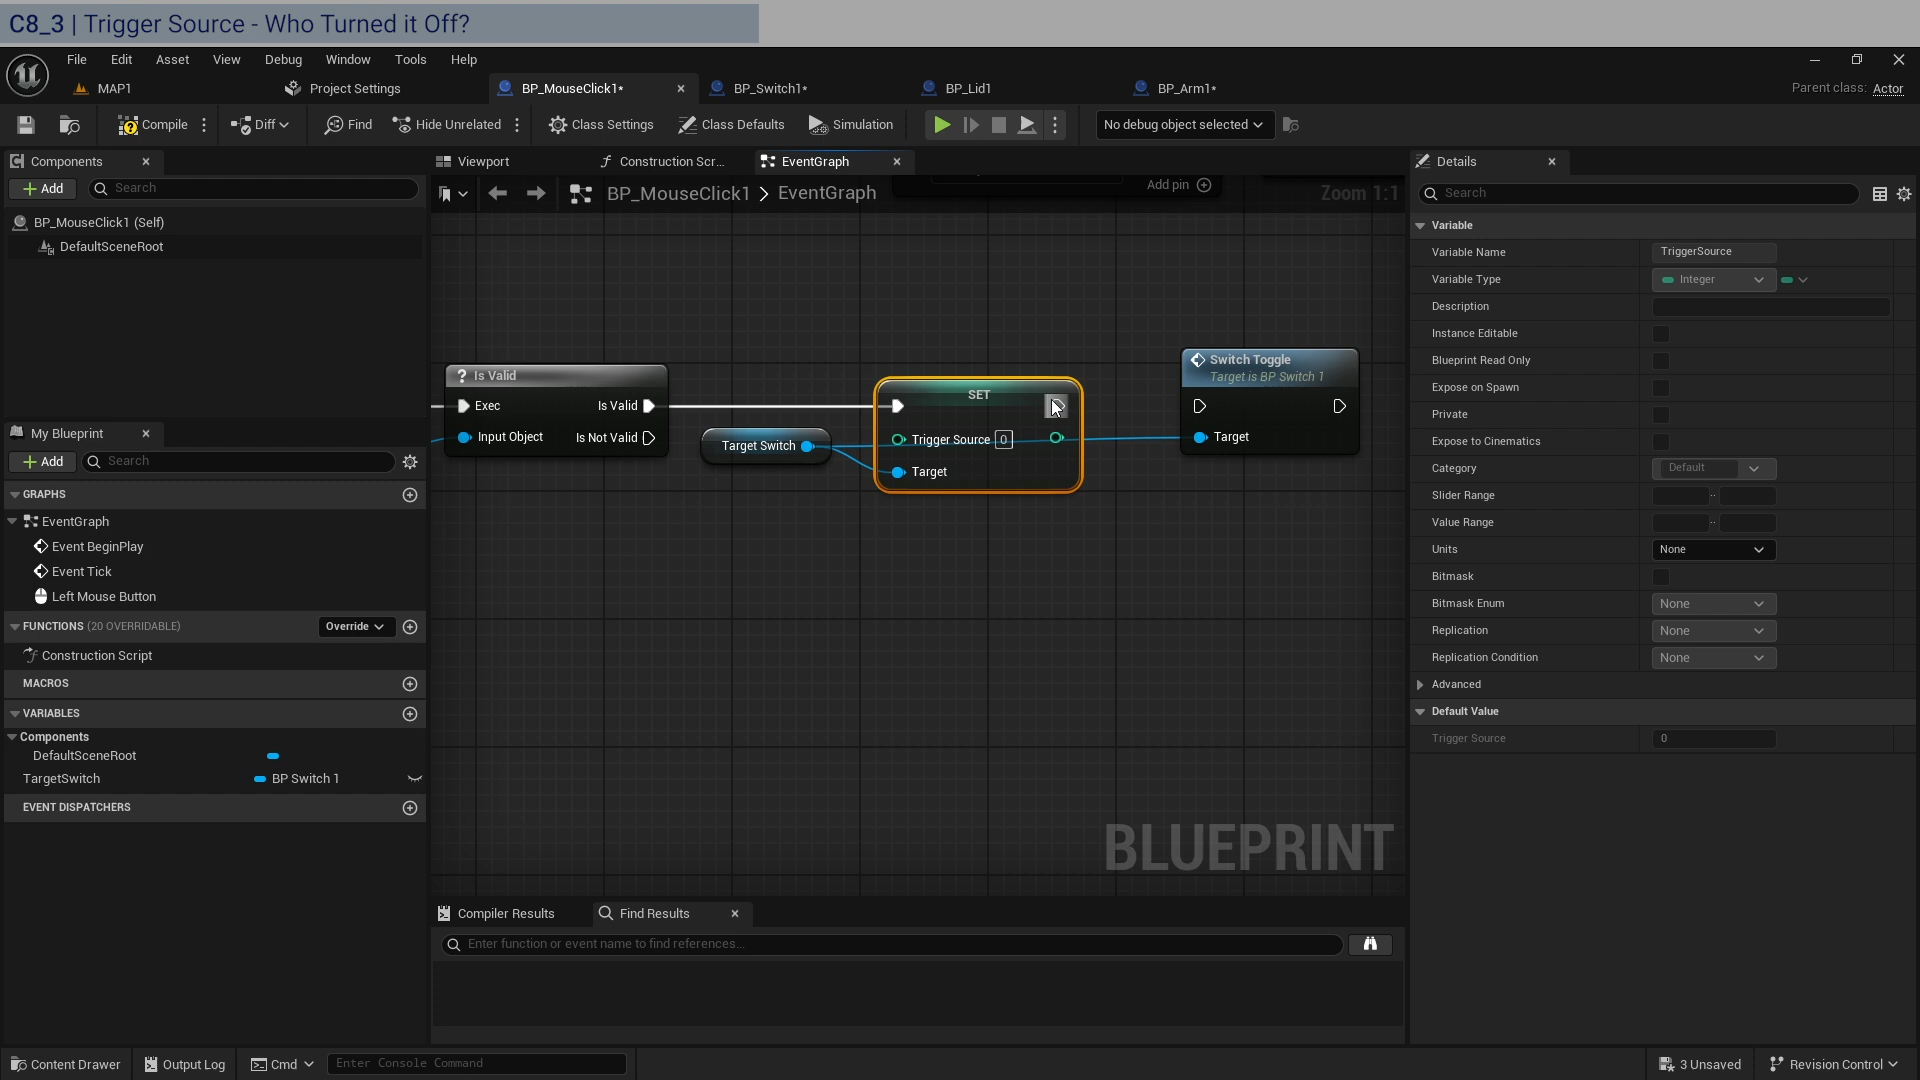 C8_3 | Trigger Source - Who Turned it Off?
File Edit Asset View Debug Window Tools Help
MAP1 Project Settings BP_MouseClick1* BP_Switch1* BP_Lid1 BP_Arm1* Parent class: Actor
Compile Diff Find Hide Unrelated Class Settings Class Defaults Simulation No debug object selected
Components Viewport Construction Scr... EventGraph Details
Add Search
BP_MouseClick1 > EventGraph Add pin Zoom 1:1
Search
BP_MouseClick1 (Self)
DefaultSceneRoot
My Blueprint
Add Search
GRAPHS
EventGraph
Event BeginPlay
Event Tick
Left Mouse Button
FUNCTIONS (20 OVERRIDABLE) Override
Construction Script
MACROS
VARIABLES
Components
DefaultSceneRoot
TargetSwitch BP Switch 1
EVENT DISPATCHERS
? Is Valid
Exec Is Valid
Input Object Is Not Valid
Target Switch
SET
Trigger Source 0
Target
Switch Toggle
Target is BP Switch 1
Target
BLUEPRINT
Variable
Variable Name TriggerSource
Variable Type Integer
Description
Instance Editable
Blueprint Read Only
Expose on Spawn
Private
Expose to Cinematics
Category Default
Slider Range ..
Value Range ..
Units None
Bitmask
Bitmask Enum None
Replication None
Replication Condition None
Advanced
Default Value
Trigger Source 0
Compiler Results Find Results
Enter function or event name to find references...
Content Drawer Output Log Cmd Enter Console Command 3 Unsaved Revision Control